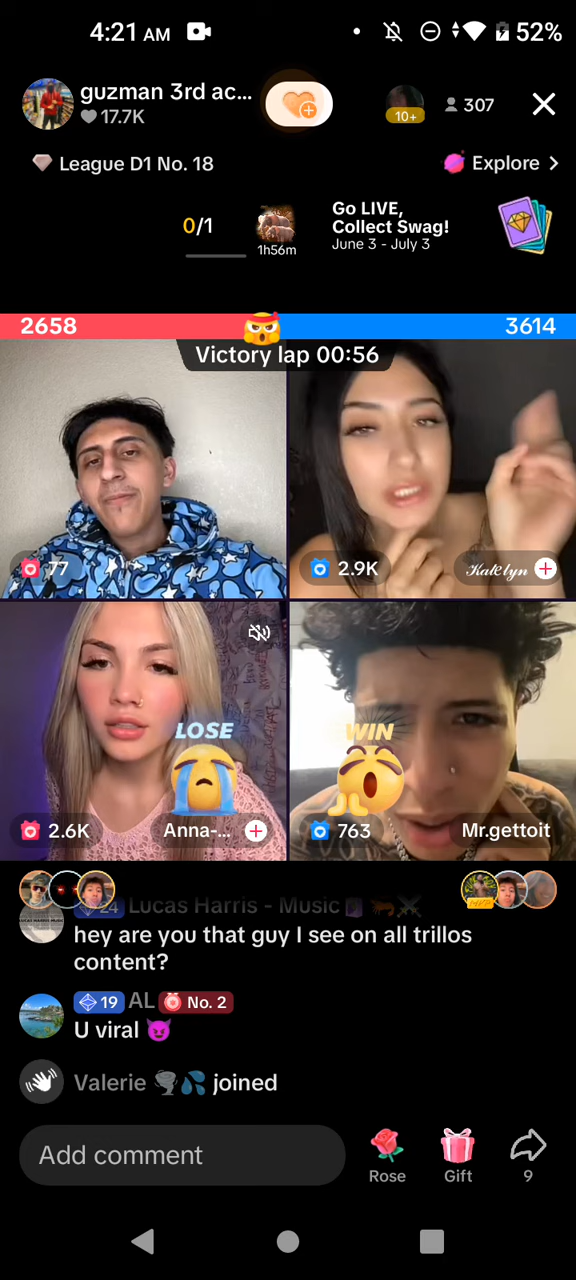 4:21 AM
52%
guzman 3rd ac...
17.7K
10+
307
League D1 No. 18
Explore >
0/1
1h56m
Go LIVE,
Collect Swag!
June 3 - July 3
2658
3614
Victory lap 00:56
77
2.9K
Katelyn
LOSE
WIN
2.6K
Anna-...
763
Mr.gettoit
24 Lucas Harris - Music
hey are you that guy I see on all trillos
content?
19 AL No. 2
U viral 😈
Valerie 🌪️💦 joined
Add comment
Rose
Gift
9